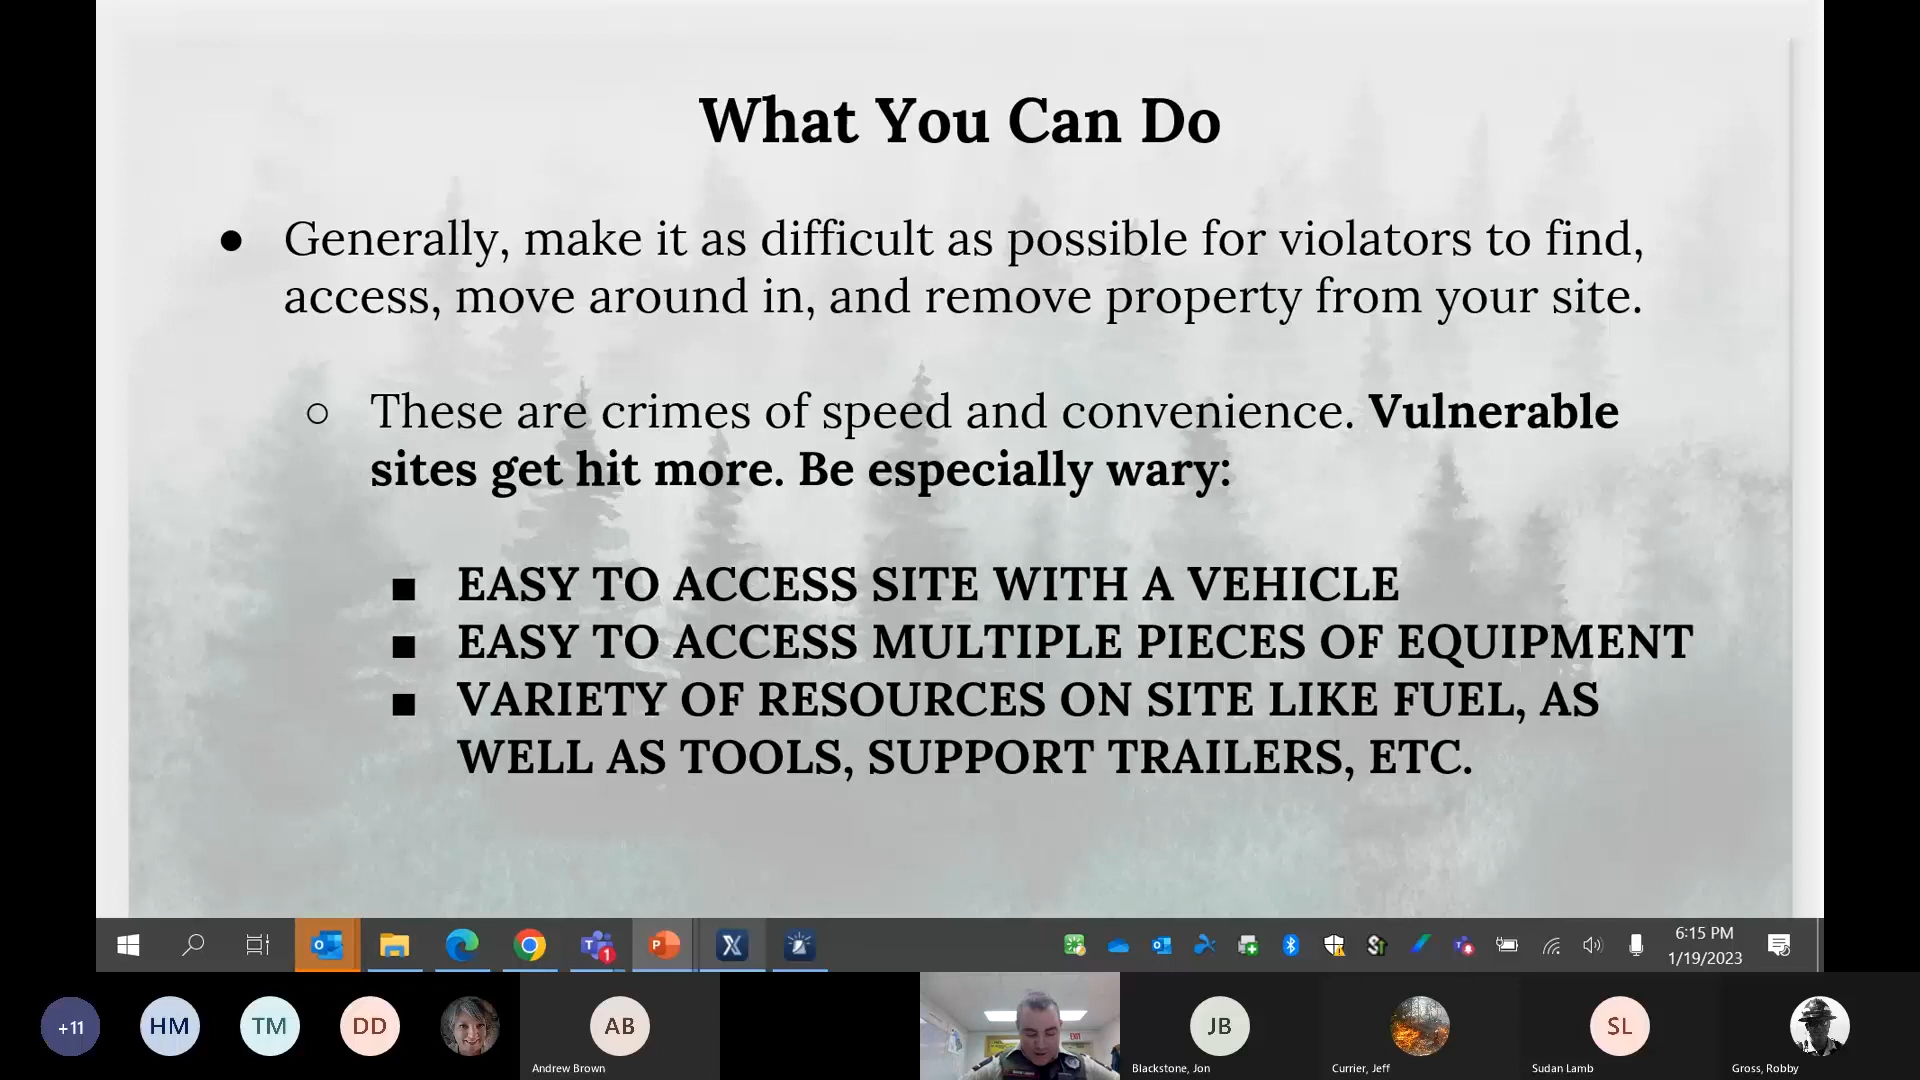 What You Can Do
● Generally, make it as difficult as possible for violators to find,
access, move around in, and remove property from your site.
○ These are crimes of speed and convenience. Vulnerable
sites get hit more. Be especially wary:
■ EASY TO ACCESS SITE WITH A VEHICLE
■ EASY TO ACCESS MULTIPLE PIECES OF EQUIPMENT
■ VARIETY OF RESOURCES ON SITE LIKE FUEL, AS
WELL AS TOOLS, SUPPORT TRAILERS, ETC.
6:15 PM
1/19/2023
+11
HM
TM
DD
AB
JB
SL
Andrew Brown
Blackstone, Jon
Currier, Jeff
Sudan Lamb
Gross, Robby